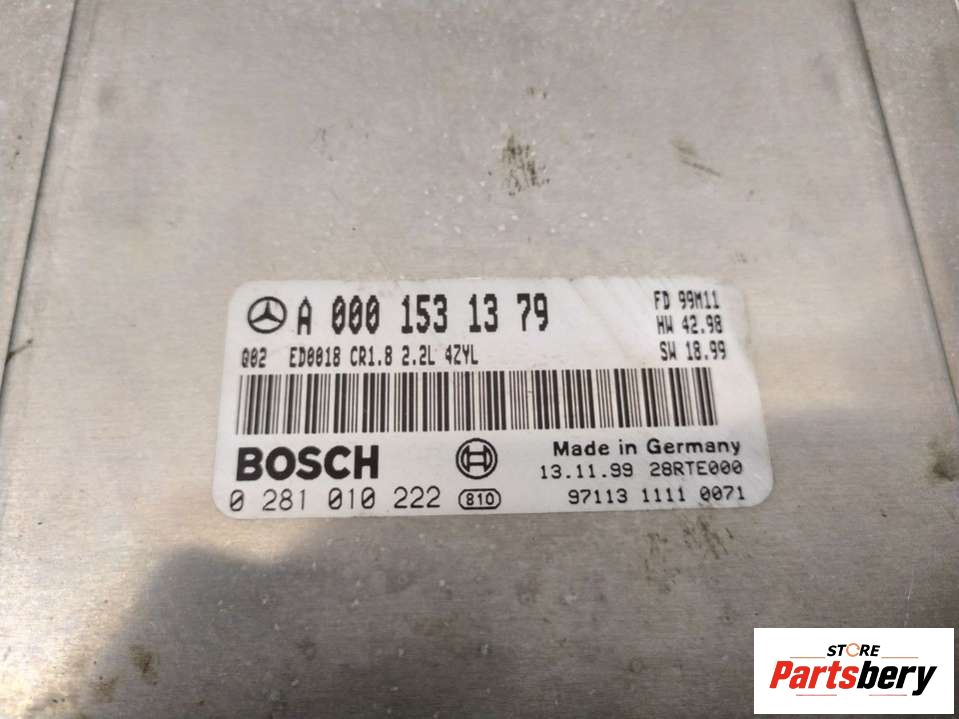 A 000 153 13 79
FD 99M11
HW 42.98
SW 18.99
Q02 ED0018 CR1.8 2.2L 4ZYL
BOSCH
Made in Germany
13.11.99 28RTE000
0 281 010 222 810
97113 1111 0071
STORE
Partsbery